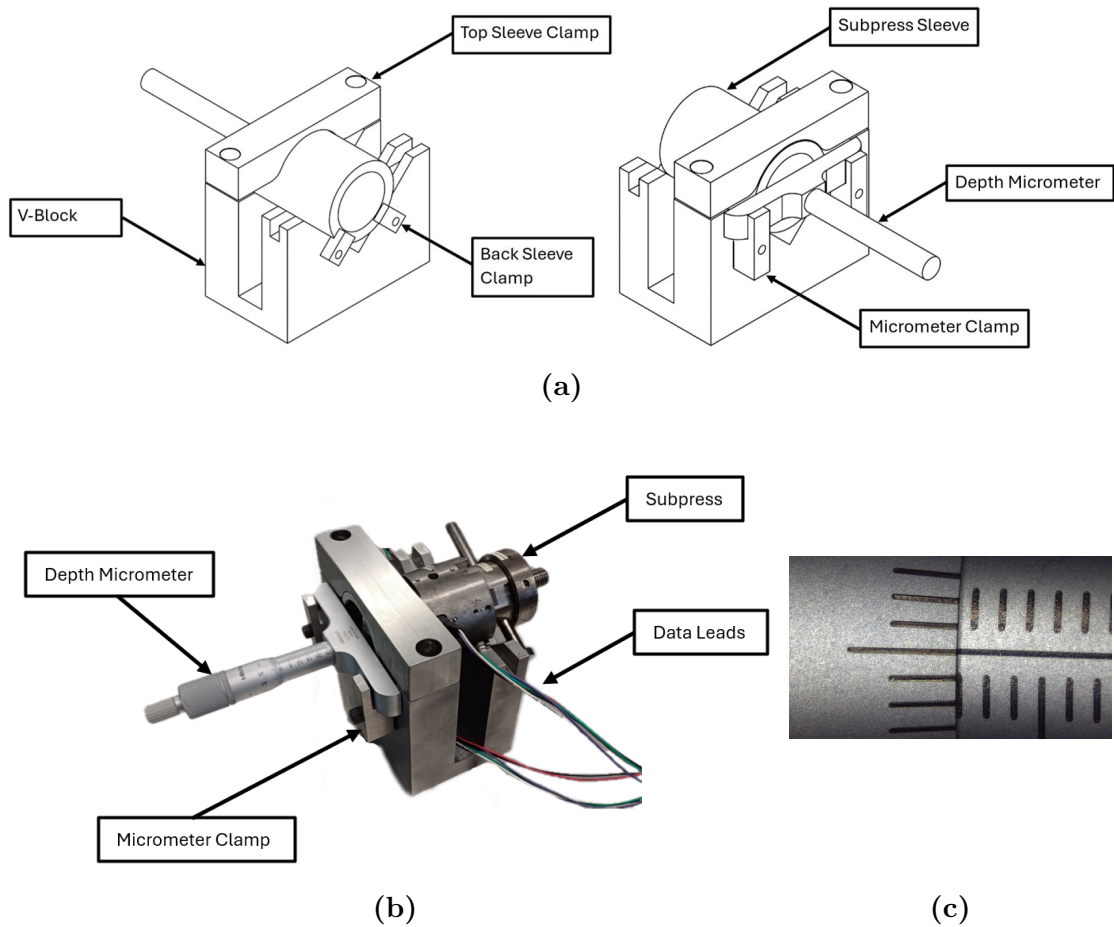 Top Sleeve Clamp
Subpress Sleeve
Depth Micrometer
V-Block
Back Sleeve
Clamp
Micrometer Clamp
(a)
Subpress
Depth Micrometer
Data Leads
Micrometer Clamp
(b)
(c)